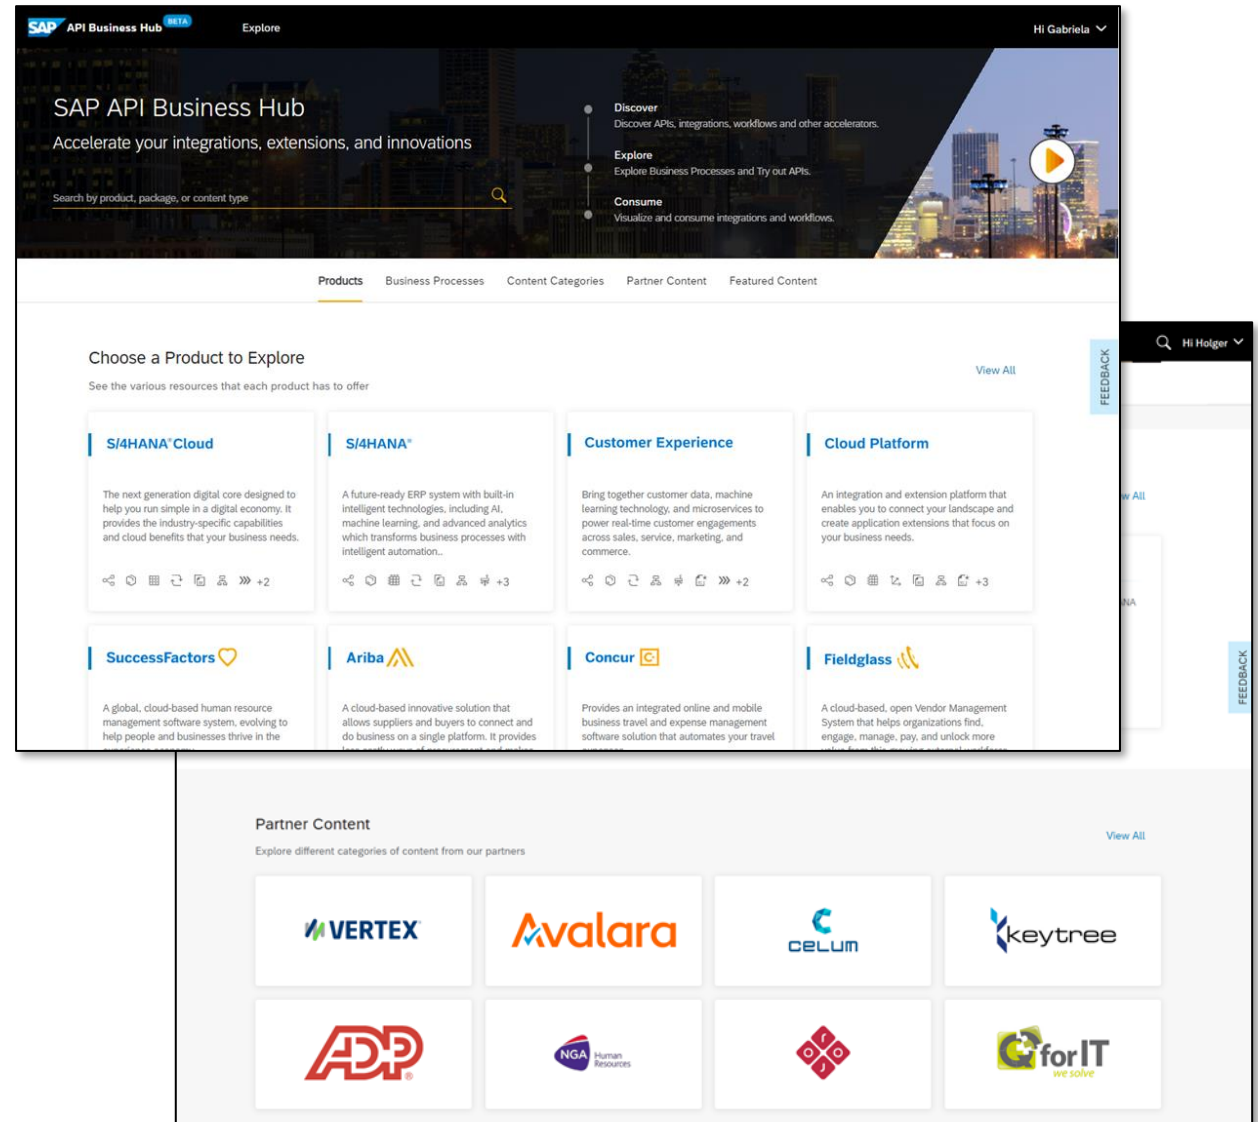 SAP API Business Hub BETA
Explore
Hi Gabriela
SAP API Business Hub
Accelerate your integrations, extensions, and innovations
Search by product, package, or content type
Discover
Discover APIs, integrations, workflows and other accelerators.
Explore
Explore Business Processes and Try out APIs.
Consume
Visualize and consume integrations and workflows.
Products Business Processes Content Categories Partner Content Featured Content
Hi Holger
Choose a Product to Explore
See the various resources that each product has to offer
View All
FEEDBACK
S/4HANA® Cloud
The next generation digital core designed to
help you run simple in a digital economy. It
provides the industry-specific capabilities
and cloud benefits that your business needs.
+2
S/4HANA®
A future-ready ERP system with built-in
intelligent technologies, including AI,
machine learning, and advanced analytics
which transforms business processes with
intelligent automation..
+3
Customer Experience
Bring together customer data, machine
learning technology, and microservices to
power real-time customer engagements
across sales, service, marketing, and
commerce.
+2
Cloud Platform
An integration and extension platform that
enables you to connect your landscape and
create application extensions that focus on
your business needs.
+3
w All
NA
FEEDBACK
SuccessFactors
A global, cloud-based human resource
management software system, evolving to
help people and businesses thrive in the
experience economy.
Ariba
A cloud-based innovative solution that
allows suppliers and buyers to connect and
do business on a single platform. It provides
Concur
Provides an integrated online and mobile
business travel and expense management
software solution that automates your travel
Fieldglass
A cloud-based, open Vendor Management
System that helps organizations find,
engage, manage, pay, and unlock more
Partner Content
Explore different categories of content from our partners
View All
VERTEX
Avalara
CELUM
keytree
ADP®
NGA Human
Resources
rooJ
QforIT
we solve